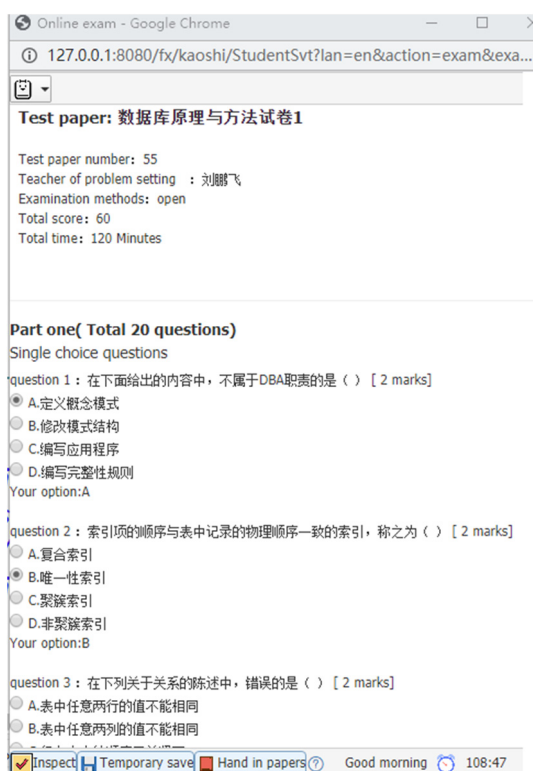 Online exam - Google Chrome
127.0.0.1:8080/fx/kaoshi/StudentSvt?lan=en&action=exam&exa...
Test paper: 数据库原理与方法试卷1
Test paper number: 55
Teacher of problem setting ：刘鹏飞
Examination methods: open
Total score: 60
Total time: 120 Minutes
Part one( Total 20 questions)
Single choice questions
question 1：在下面给出的内容中，不属于DBA职责的是（ ） [ 2 marks]
A.定义概念模式
B.修改模式结构
C.编写应用程序
D.编写完整性规则
Your option:A
question 2：索引项的顺序与表中记录的物理顺序一致的索引，称之为（ ） [ 2 marks]
A.复合索引
B.唯一性索引
C.聚簇索引
D.非聚簇索引
Your option:B
question 3：在下列关于关系的陈述中，错误的是（ ） [ 2 marks]
A.表中任意两行的值不能相同
B.表中任意两列的值不能相同
Inspect Temporary save Hand in papers Good morning 108:47